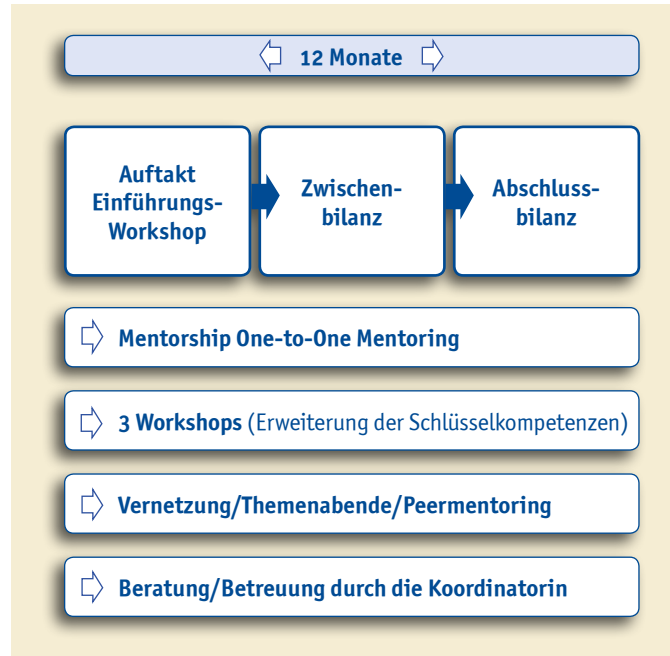 12 Monate
Auftakt
Einführungs-
Workshop
Zwischen-
bilanz
Abschluss-
bilanz
Mentorship One-to-One Mentoring
3 Workshops (Erweiterung der Schlüsselkompetenzen)
Vernetzung/Themenabende/Peermentoring
Beratung/Betreuung durch die Koordinatorin